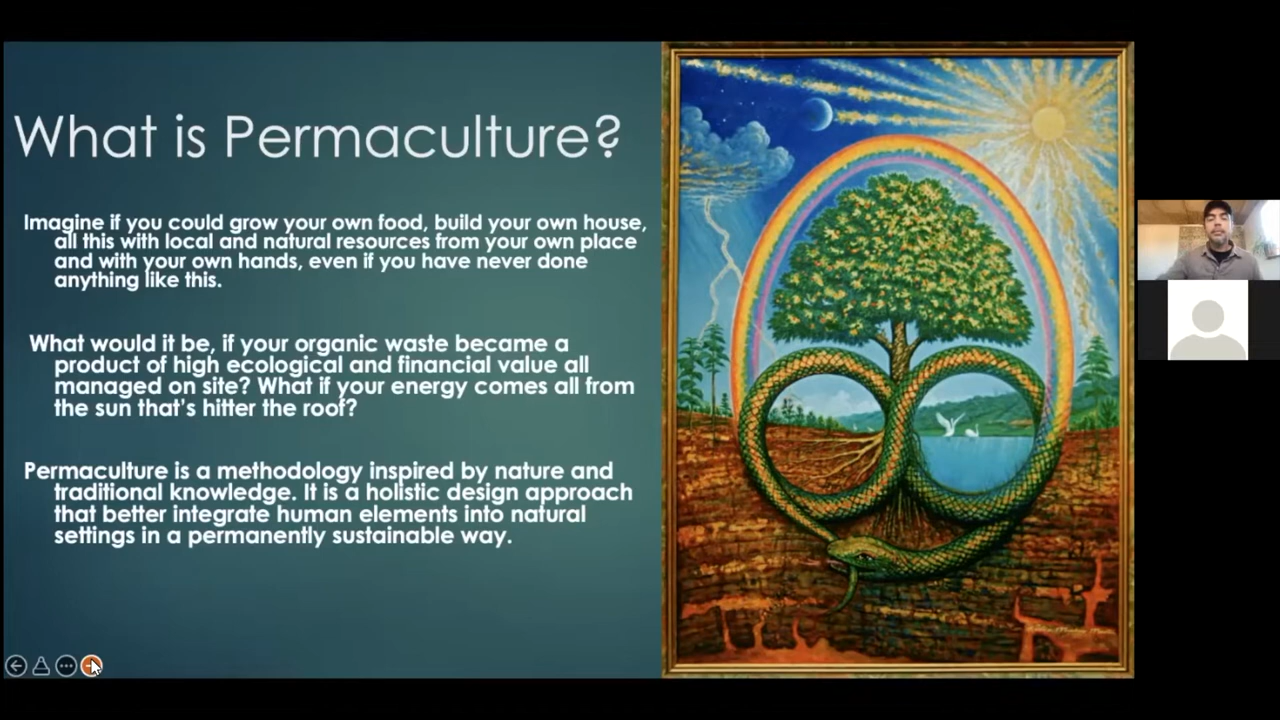 What is Permaculture?
Imagine if you could grow your own food, build your own house,
all this with local and natural resources from your own place
and with your own hands, even if you have never done
anything like this.
What would it be, if your organic waste became a
product of high ecological and financial value all
managed on site? What if your energy comes all from
the sun that's hitter the roof?
Permaculture is a methodology inspired by nature and
traditional knowledge. It is a holistic design approach
that better integrate human elements into natural
settings in a permanently sustainable way.